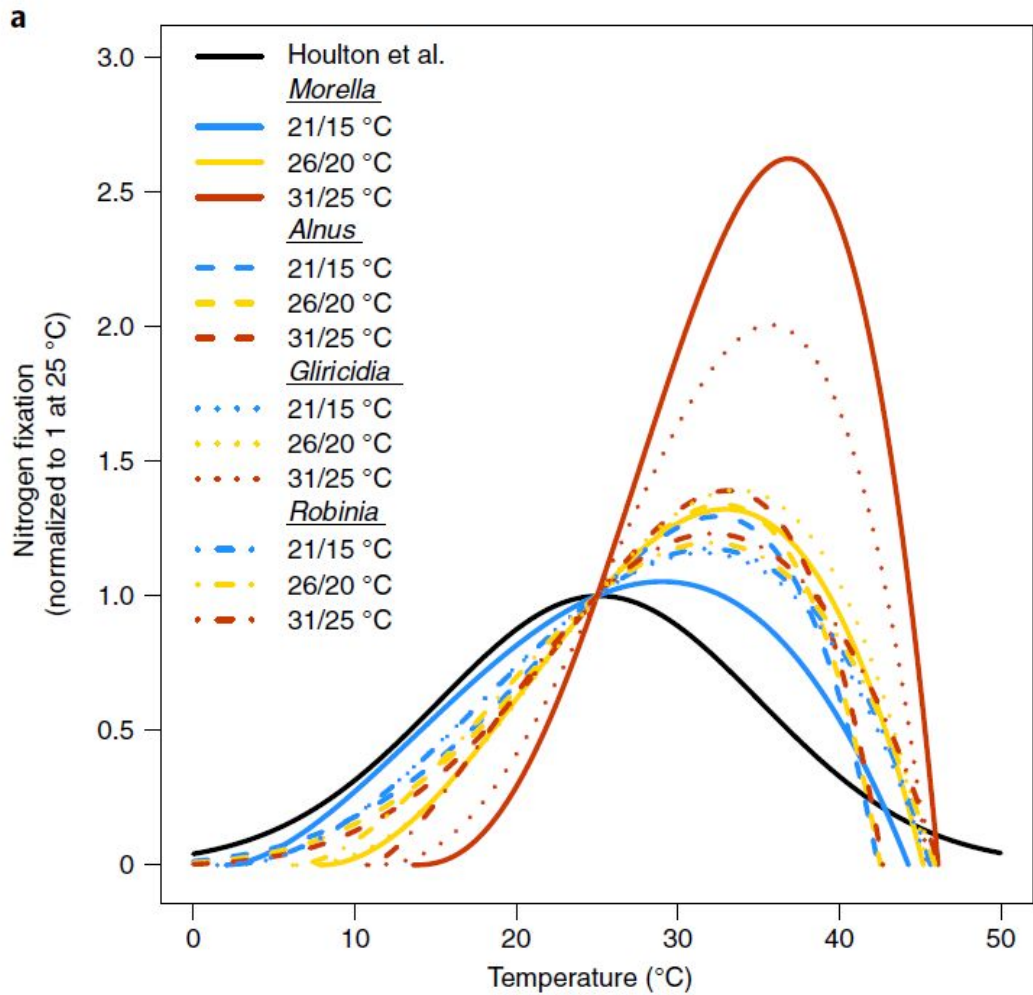 a
Nitrogen fixation
(normalized to 1 at 25 °C)
3.0
2.5
2.0
1.5
1.0
0.5
0
Houlton et al.
Morella
21/15 °C
26/20 °C
31/25 °C
Alnus
21/15 °C
26/20 °C
31/25 °C
Gliricidia
21/15 °C
26/20 °C
31/25 °C
Robinia
21/15 °C
26/20 °C
31/25 °C
0 10 20 30 40 50
Temperature (°C)